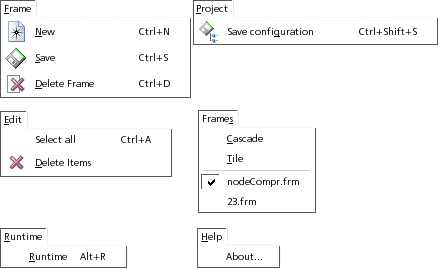 Frame
New Ctrl+N
Save Ctrl+S
Delete Frame Ctrl+D
Project
Save configuration Ctrl+Shift+S
Edit
Select all Ctrl+A
Delete Items
Frames
Cascade
Tile
nodeCompr.frm
23.frm
Runtime
Runtime Alt+R
Help
About...